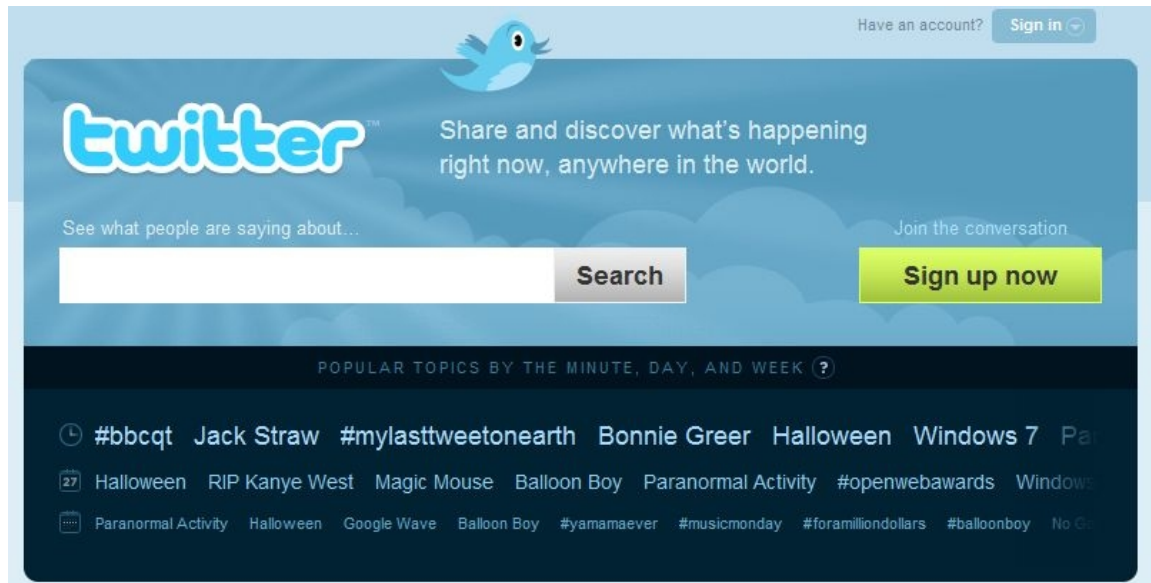 Have an account? Sign in
twitter™
Share and discover what's happening
right now, anywhere in the world.
See what people are saying about...
Join the conversation
Search
Sign up now
POPULAR TOPICS BY THE MINUTE, DAY, AND WEEK ?
#bbcqt Jack Straw #mylasttweetonearth Bonnie Greer Halloween Windows 7
27 Halloween RIP Kanye West Magic Mouse Balloon Boy Paranormal Activity #openwebawards Windows
Paranormal Activity Halloween Google Wave Balloon Boy #yamamaever #musicmonday #foramilliondollars #balloonboy No